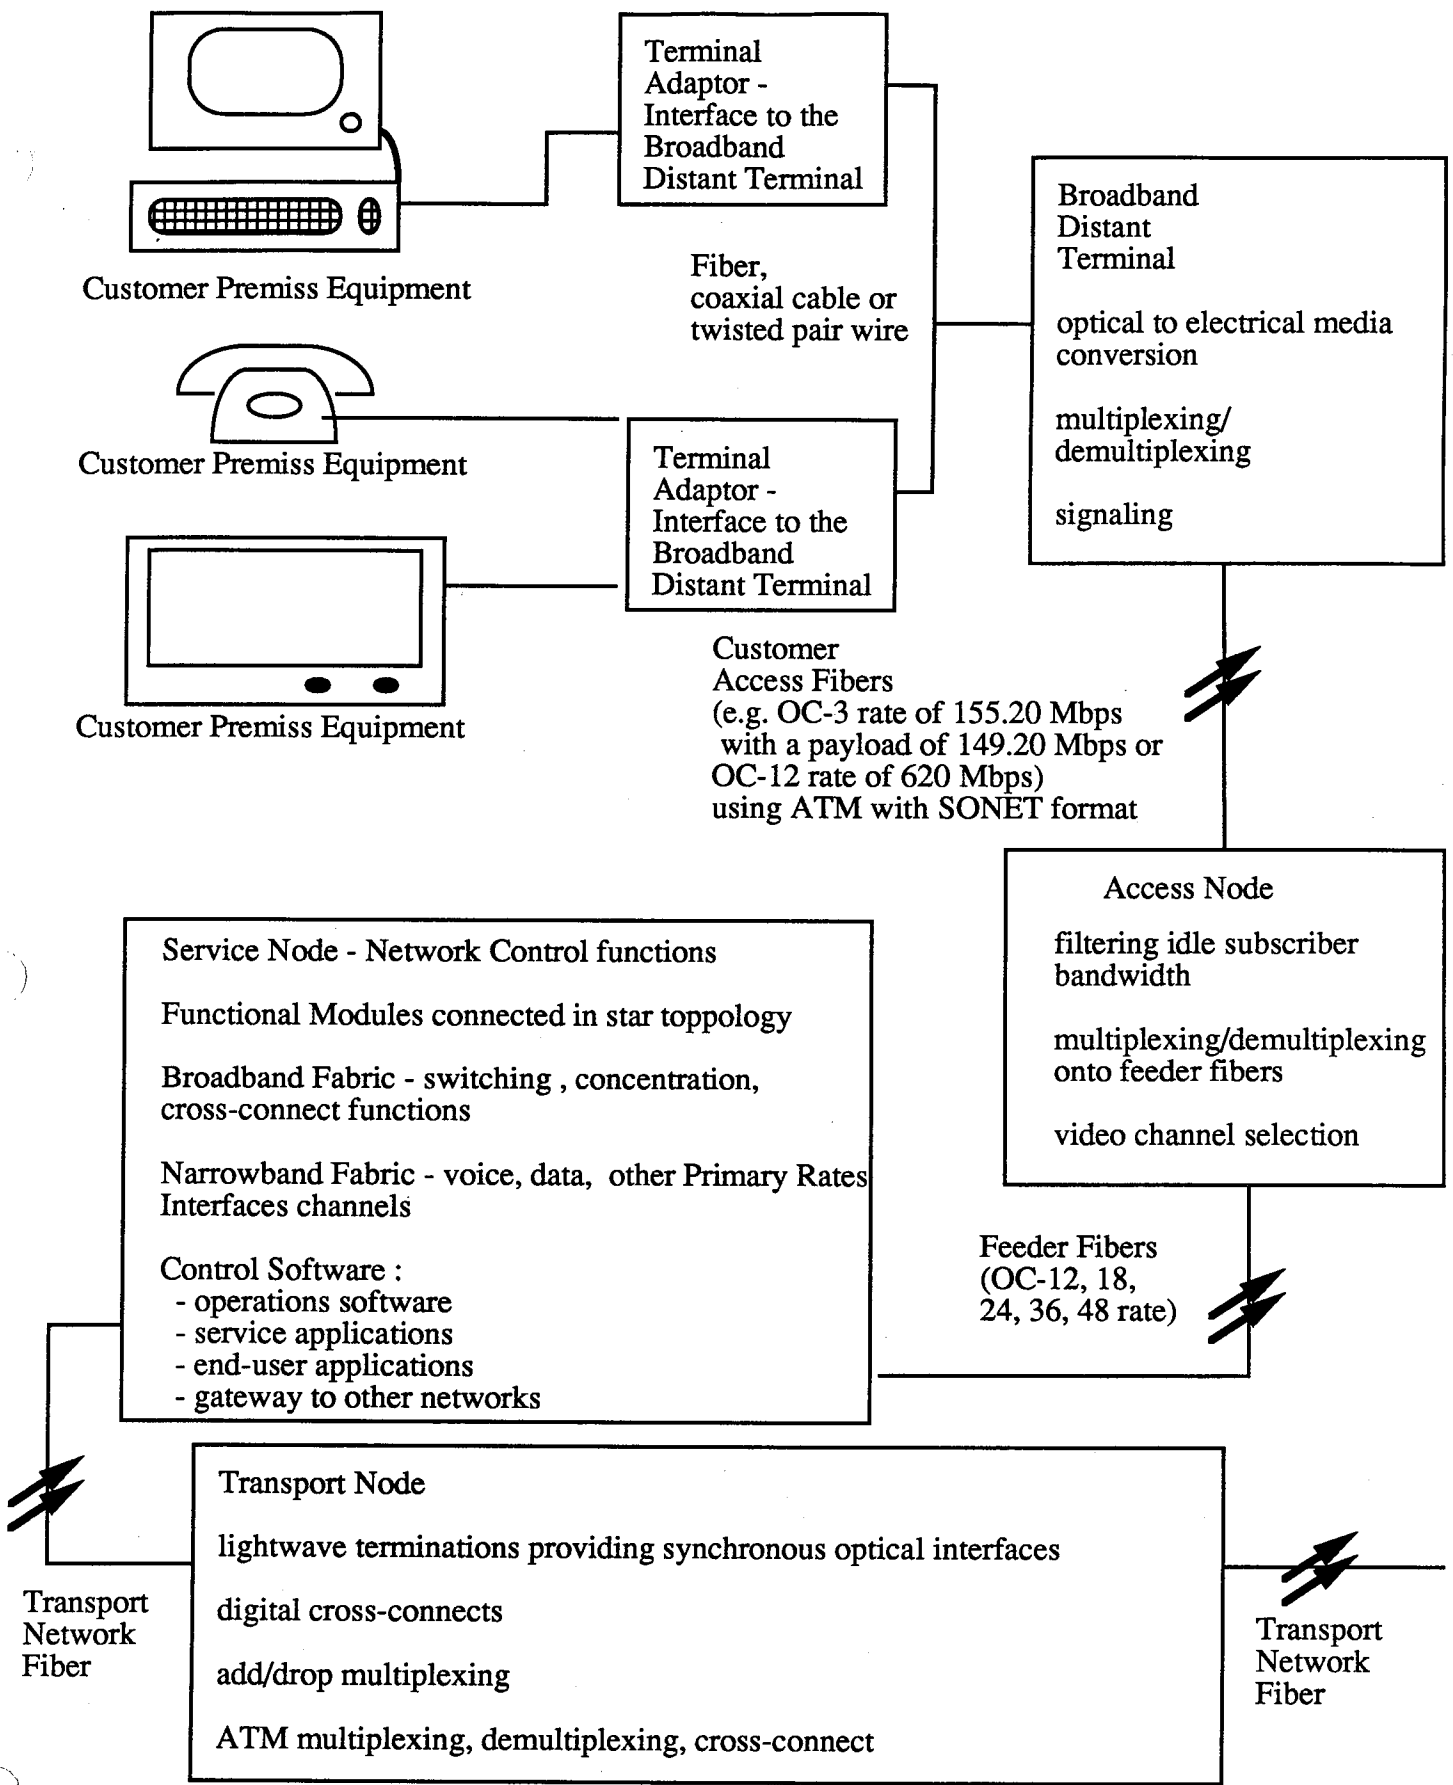 Terminal
Adaptor -
Interface to the
Broadband
Distant Terminal
Customer Premiss Equipment
Fiber,
coaxial cable or
twisted pair wire
Broadband
Distant
Terminal
optical to electrical media
conversion
multiplexing/
demultiplexing
signaling
Customer Premiss Equipment
Terminal
Adaptor -
Interface to the
Broadband
Distant Terminal
Customer Premiss Equipment
Customer
Access Fibers
(e.g. OC-3 rate of 155.20 Mbps
with a payload of 149.20 Mbps or
OC-12 rate of 620 Mbps)
using ATM with SONET format
Access Node
filtering idle subscriber
bandwidth
multiplexing/demultiplexing
onto feeder fibers
video channel selection
Feeder Fibers
(OC-12, 18,
24, 36, 48 rate)
Service Node - Network Control functions
Functional Modules connected in star toppology
Broadband Fabric - switching , concentration,
cross-connect functions
Narrowband Fabric - voice, data, other Primary Rates
Interfaces channels
Control Software :
- operations software
- service applications
- end-user applications
- gateway to other networks
Transport
Network
Fiber
Transport Node
lightwave terminations providing synchronous optical interfaces
digital cross-connects
add/drop multiplexing
ATM multiplexing, demultiplexing, cross-connect
Transport
Network
Fiber